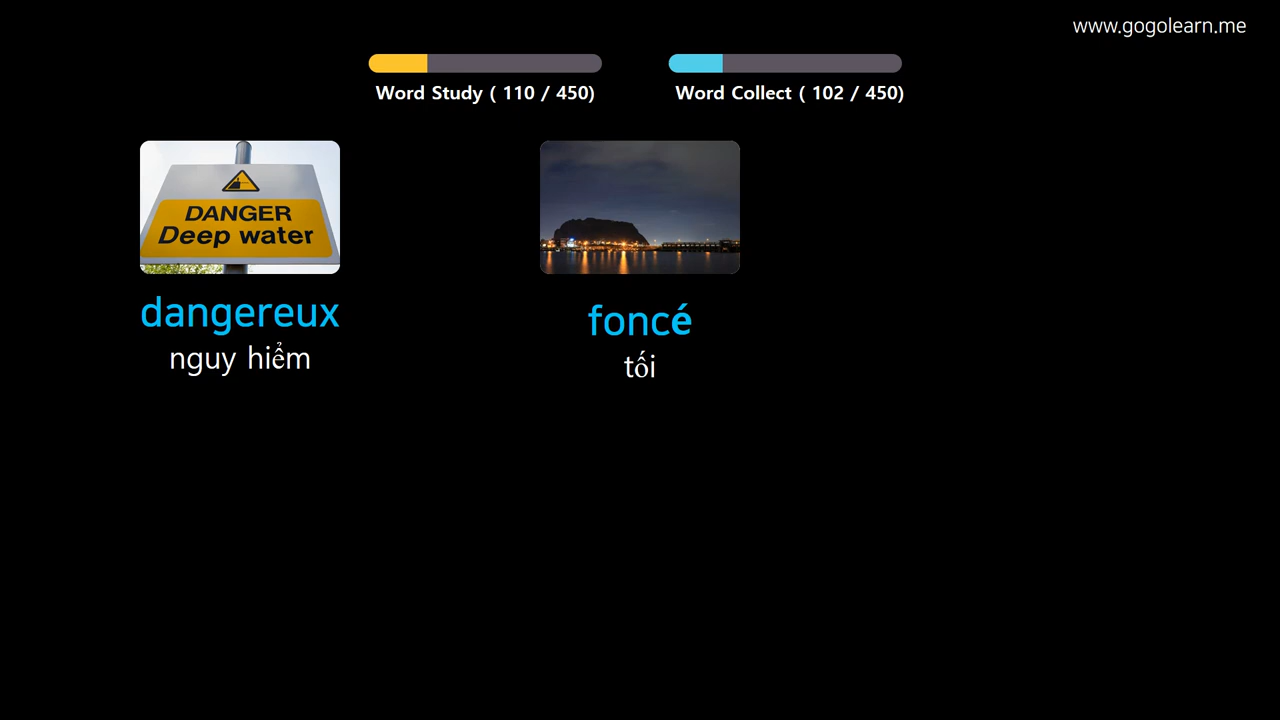 www.gogolearn.me
Word Study ( 110 / 450)
Word Collect ( 102 / 450)
DANGER
Deep water
dangereux
nguy hiểm
foncé
tối